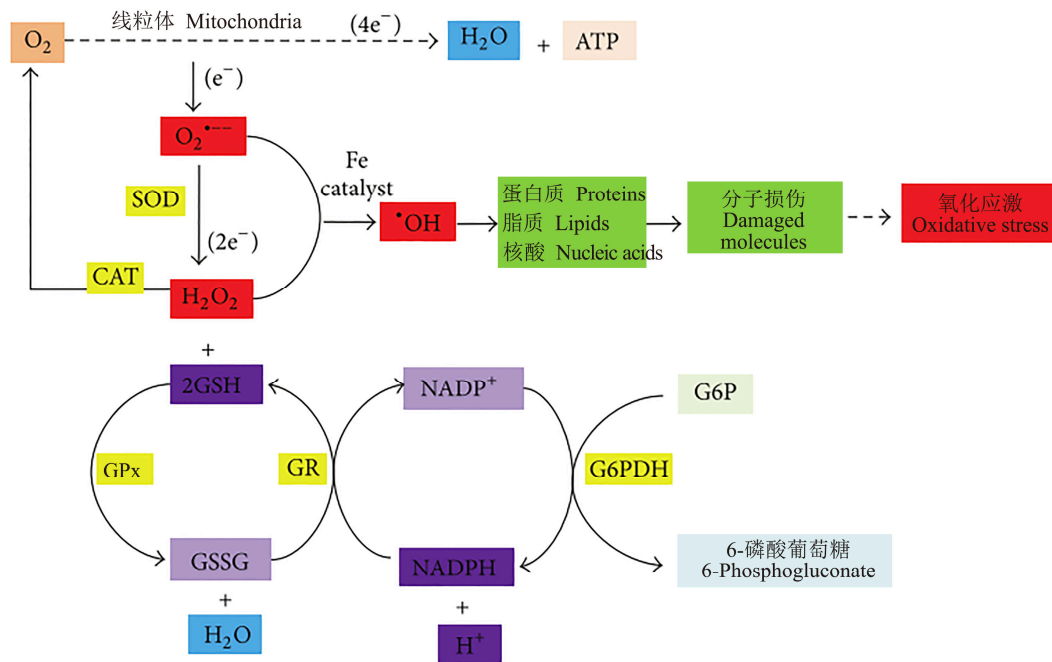 线粒体 Mitochondria
(4e⁻)
O₂
H₂O
+
ATP
(e⁻)
O₂•−−
Fe
catalyst
SOD
(2e⁻)
•OH
蛋白质 Proteins
脂质 Lipids
核酸 Nucleic acids
分子损伤
Damaged
molecules
氧化应激
Oxidative stress
CAT
H₂O₂
+
2GSH
NADP⁺
G6P
GPx
GR
G6PDH
GSSG
NADPH
6-磷酸葡萄糖
6-Phosphogluconate
+
+
H₂O
H⁺